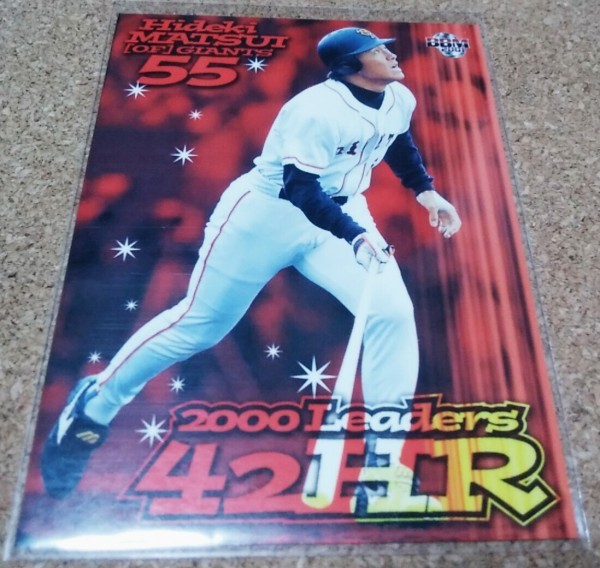 Hideki
MATSUI
[OF] GIANTS
55
BBM
2000 Leaders
42HR